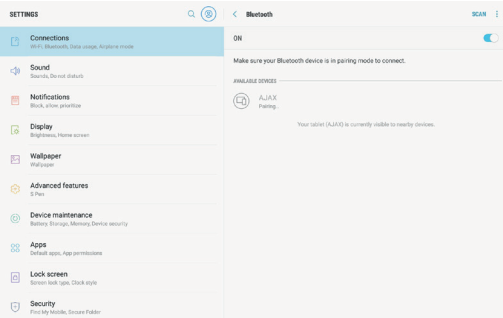 SETTINGS
Connections
Wi-Fi, Bluetooth, Data usage, Airplane mode
Sound
Sounds, Do not disturb
Notifications
Block, allow, prioritize
Display
Brightness, Home screen
Wallpaper
Wallpaper
Advanced features
S Pen
Device maintenance
Battery, Storage, Memory, Device security
Apps
Default apps, App permissions
Lock screen
Screen lock type, Clock style
Security
Find My Mobile, Secure Folder
Bluetooth
SCAN
ON
Make sure your Bluetooth device is in pairing mode to connect.
AVAILABLE DEVICES
AJAX
Pairing...
Your tablet (AJAX) is currently visible to nearby devices.